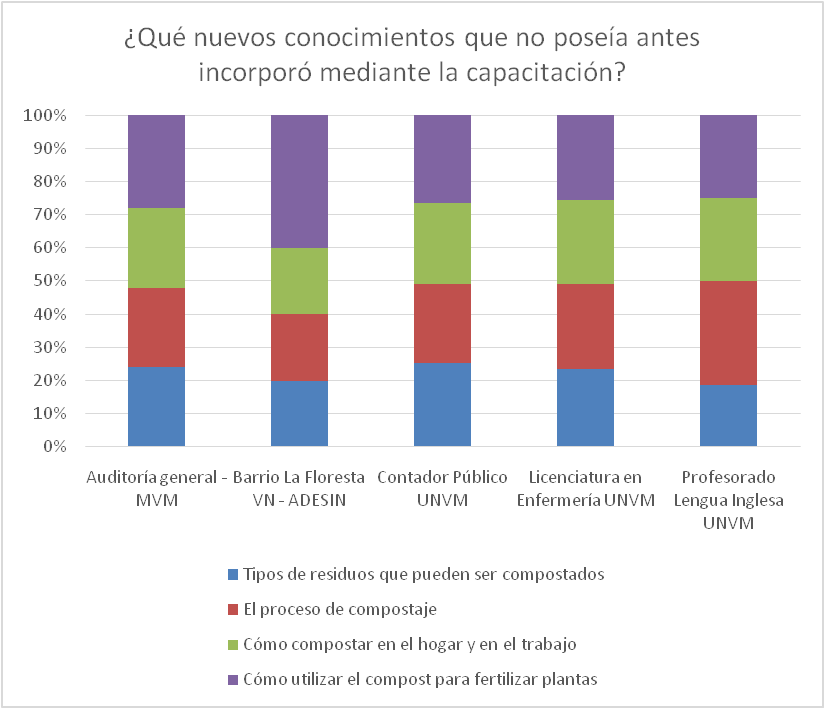 ¿Qué nuevos conocimientos que no poseía antes
incorporó mediante la capacitación?
100%
90%
80%
70%
60%
50%
40%
30%
20%
10%
0%
Auditoría general -
MVM
Barrio La Floresta
VN - ADESIN
Contador Público
UNVM
Licenciatura en
Enfermería UNVM
Profesorado
Lengua Inglesa
UNVM
Tipos de residuos que pueden ser compostados
El proceso de compostaje
Cómo compostar en el hogar y en el trabajo
Cómo utilizar el compost para fertilizar plantas